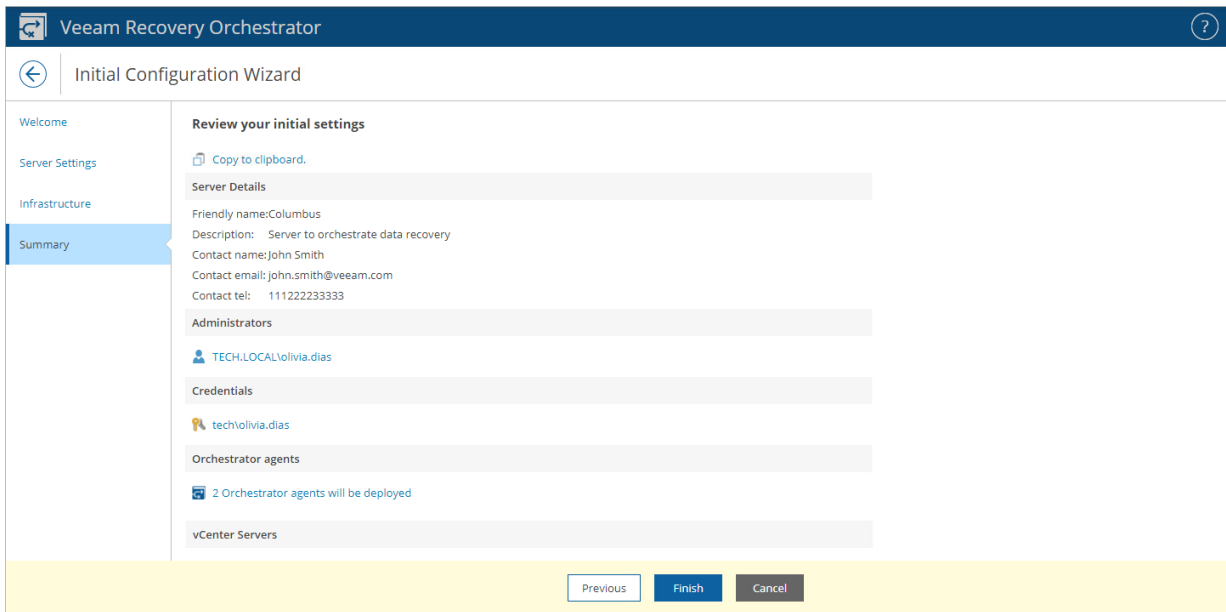 Veeam Recovery Orchestrator
?
Initial Configuration Wizard
Welcome
Server Settings
Infrastructure
Summary
Review your initial settings
Copy to clipboard.
Server Details
Friendly name:Columbus
Description: Server to orchestrate data recovery
Contact name:John Smith
Contact email: john.smith@veeam.com
Contact tel: 111222233333
Administrators
TECH.LOCAL\olivia.dias
Credentials
tech\olivia.dias
Orchestrator agents
2 Orchestrator agents will be deployed
vCenter Servers
Previous
Finish
Cancel